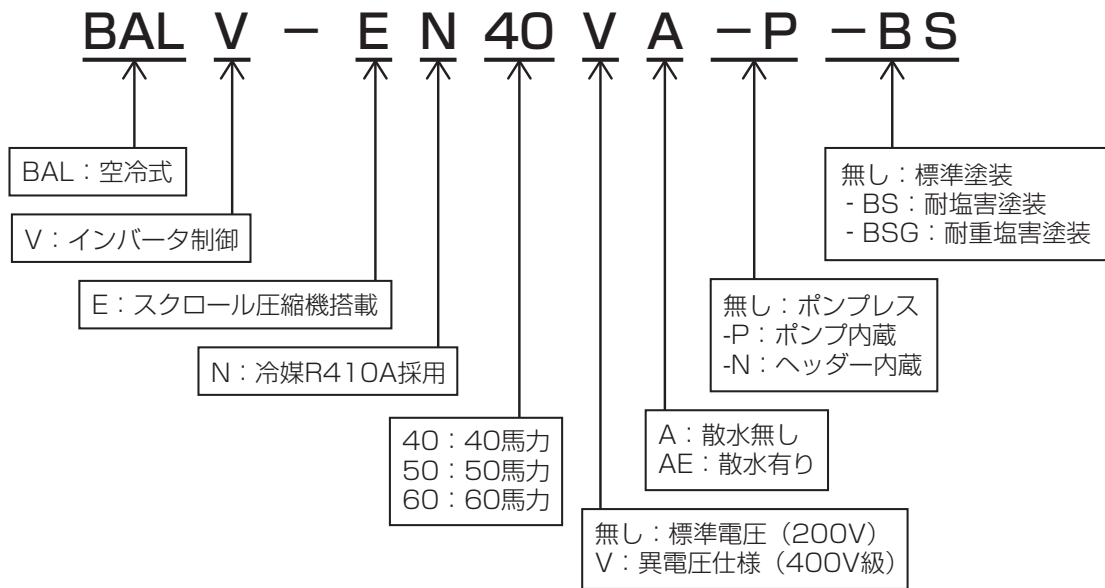 BAL V － E N 40 V A －P －BS
BAL：空冷式
V：インバータ制御
E：スクロール圧縮機搭載
N：冷媒R410A採用
40：40馬力
50：50馬力
60：60馬力
無し：標準電圧（200V）
V：異電圧仕様（400V級）
A：散水無し
AE：散水有り
無し：ポンプレス
-P：ポンプ内蔵
-N：ヘッダー内蔵
無し：標準塗装
- BS：耐塩害塗装
- BSG：耐重塩害塗装